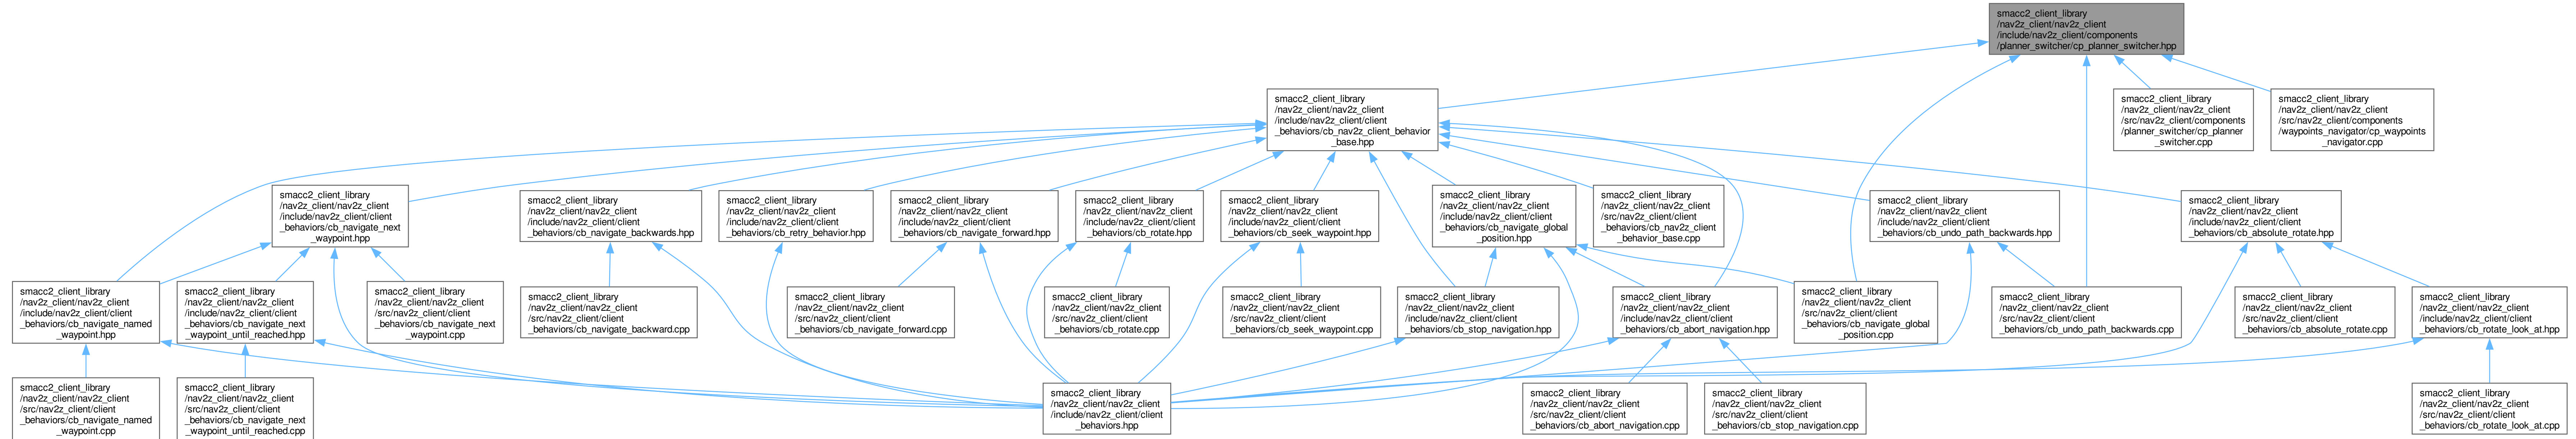 smacc2_client_library
/nav2z_client/nav2z_client
/include/nav2z_client/components
/planner_switcher/cp_planner_switcher.hpp
smacc2_client_library
/nav2z_client/nav2z_client
/include/nav2z_client/client
_behaviors/cb_nav2z_client_behavior
_base.hpp
smacc2_client_library
/nav2z_client/nav2z_client
/src/nav2z_client/components
/planner_switcher/cp_planner
_switcher.cpp
smacc2_client_library
/nav2z_client/nav2z_client
/src/nav2z_client/components
/waypoints_navigator/cp_waypoints
_navigator.cpp
smacc2_client_library
/nav2z_client/nav2z_client
/include/nav2z_client/client
_behaviors/cb_navigate_next
_waypoint.hpp
smacc2_client_library
/nav2z_client/nav2z_client
/include/nav2z_client/client
_behaviors/cb_navigate_backwards.hpp
smacc2_client_library
/nav2z_client/nav2z_client
/include/nav2z_client/client
_behaviors/cb_retry_behavior.hpp
smacc2_client_library
/nav2z_client/nav2z_client
/include/nav2z_client/client
_behaviors/cb_navigate_forward.hpp
smacc2_client_library
/nav2z_client/nav2z_client
/include/nav2z_client/client
_behaviors/cb_rotate.hpp
smacc2_client_library
/nav2z_client/nav2z_client
/include/nav2z_client/client
_behaviors/cb_seek_waypoint.hpp
smacc2_client_library
/nav2z_client/nav2z_client
/include/nav2z_client/client
_behaviors/cb_navigate_global
_position.hpp
smacc2_client_library
/nav2z_client/nav2z_client
/src/nav2z_client/client
_behaviors/cb_nav2z_client
_behavior_base.cpp
smacc2_client_library
/nav2z_client/nav2z_client
/include/nav2z_client/client
_behaviors/cb_undo_path_backwards.hpp
smacc2_client_library
/nav2z_client/nav2z_client
/include/nav2z_client/client
_behaviors/cb_absolute_rotate.hpp
smacc2_client_library
/nav2z_client/nav2z_client
/include/nav2z_client/client
_behaviors/cb_navigate_named
_waypoint.hpp
smacc2_client_library
/nav2z_client/nav2z_client
/include/nav2z_client/client
_behaviors/cb_navigate_next
_waypoint_until_reached.hpp
smacc2_client_library
/nav2z_client/nav2z_client
/src/nav2z_client/client
_behaviors/cb_navigate_next
_waypoint.cpp
smacc2_client_library
/nav2z_client/nav2z_client
/src/nav2z_client/client
_behaviors/cb_navigate_backward.cpp
smacc2_client_library
/nav2z_client/nav2z_client
/src/nav2z_client/client
_behaviors/cb_navigate_forward.cpp
smacc2_client_library
/nav2z_client/nav2z_client
/src/nav2z_client/client
_behaviors/cb_rotate.cpp
smacc2_client_library
/nav2z_client/nav2z_client
/src/nav2z_client/client
_behaviors/cb_seek_waypoint.cpp
smacc2_client_library
/nav2z_client/nav2z_client
/include/nav2z_client/client
_behaviors/cb_stop_navigation.hpp
smacc2_client_library
/nav2z_client/nav2z_client
/include/nav2z_client/client
_behaviors/cb_abort_navigation.hpp
smacc2_client_library
/nav2z_client/nav2z_client
/src/nav2z_client/client
_behaviors/cb_navigate_global
_position.cpp
smacc2_client_library
/nav2z_client/nav2z_client
/src/nav2z_client/client
_behaviors/cb_undo_path_backwards.cpp
smacc2_client_library
/nav2z_client/nav2z_client
/src/nav2z_client/client
_behaviors/cb_absolute_rotate.cpp
smacc2_client_library
/nav2z_client/nav2z_client
/include/nav2z_client/client
_behaviors/cb_rotate_look_at.hpp
smacc2_client_library
/nav2z_client/nav2z_client
/src/nav2z_client/client
_behaviors/cb_navigate_named
_waypoint.cpp
smacc2_client_library
/nav2z_client/nav2z_client
/src/nav2z_client/client
_behaviors/cb_navigate_next
_waypoint_until_reached.cpp
smacc2_client_library
/nav2z_client/nav2z_client
/include/nav2z_client/client
_behaviors.hpp
smacc2_client_library
/nav2z_client/nav2z_client
/src/nav2z_client/client
_behaviors/cb_abort_navigation.cpp
smacc2_client_library
/nav2z_client/nav2z_client
/src/nav2z_client/client
_behaviors/cb_stop_navigation.cpp
smacc2_client_library
/nav2z_client/nav2z_client
/src/nav2z_client/client
_behaviors/cb_rotate_look_at.cpp